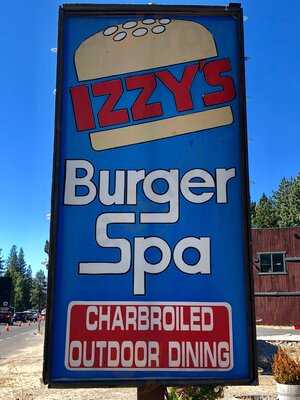 IZZY'S
Burger
Spa
CHARBROILED
OUTDOOR DINING